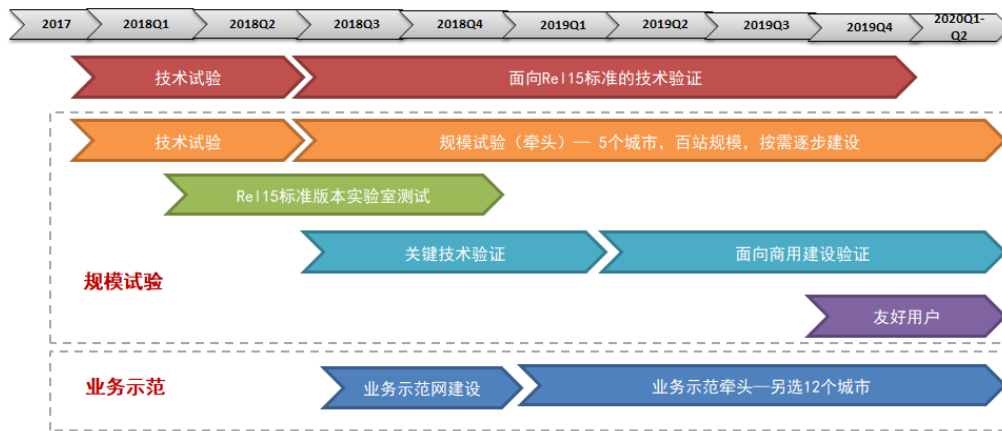 2017
2018Q1
2018Q2
2018Q3
2018Q4
2019Q1
2019Q2
2019Q3
2019Q4
2020Q1-
Q2
技术试验
面向Rel15标准的技术验证
技术试验
规模试验（牵头）— 5个城市，百站规模，按需逐步建设
Rel15标准版本实验室测试
关键技术验证
面向商用建设验证
规模试验
友好用户
业务示范
业务示范网建设
业务示范牵头—另选12个城市